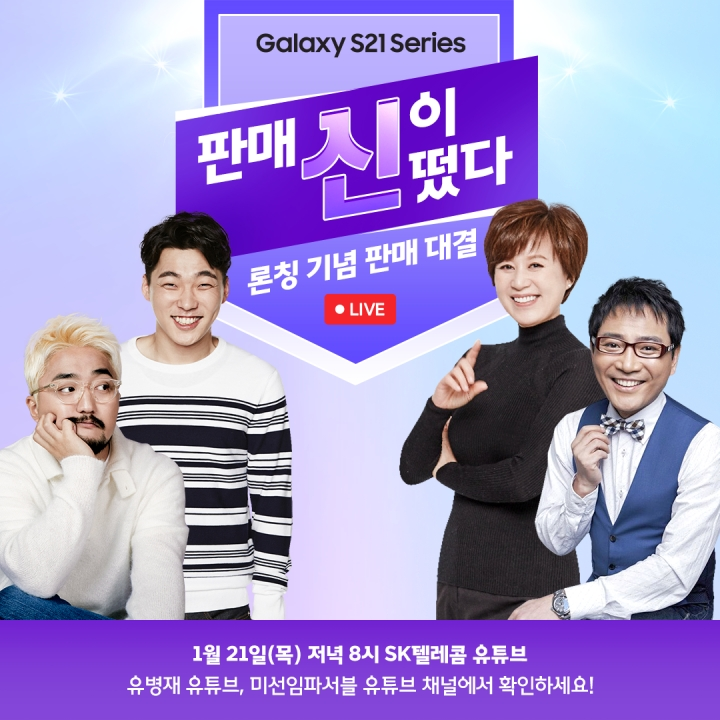 Galaxy S21 Series
판매 신이 떴다
론칭 기념 판매 대결
LIVE
1월 21일(목) 저녁 8시 SK텔레콤 유튜브
유병재 유튜브, 미선임파서블 유튜브 채널에서 확인하세요!